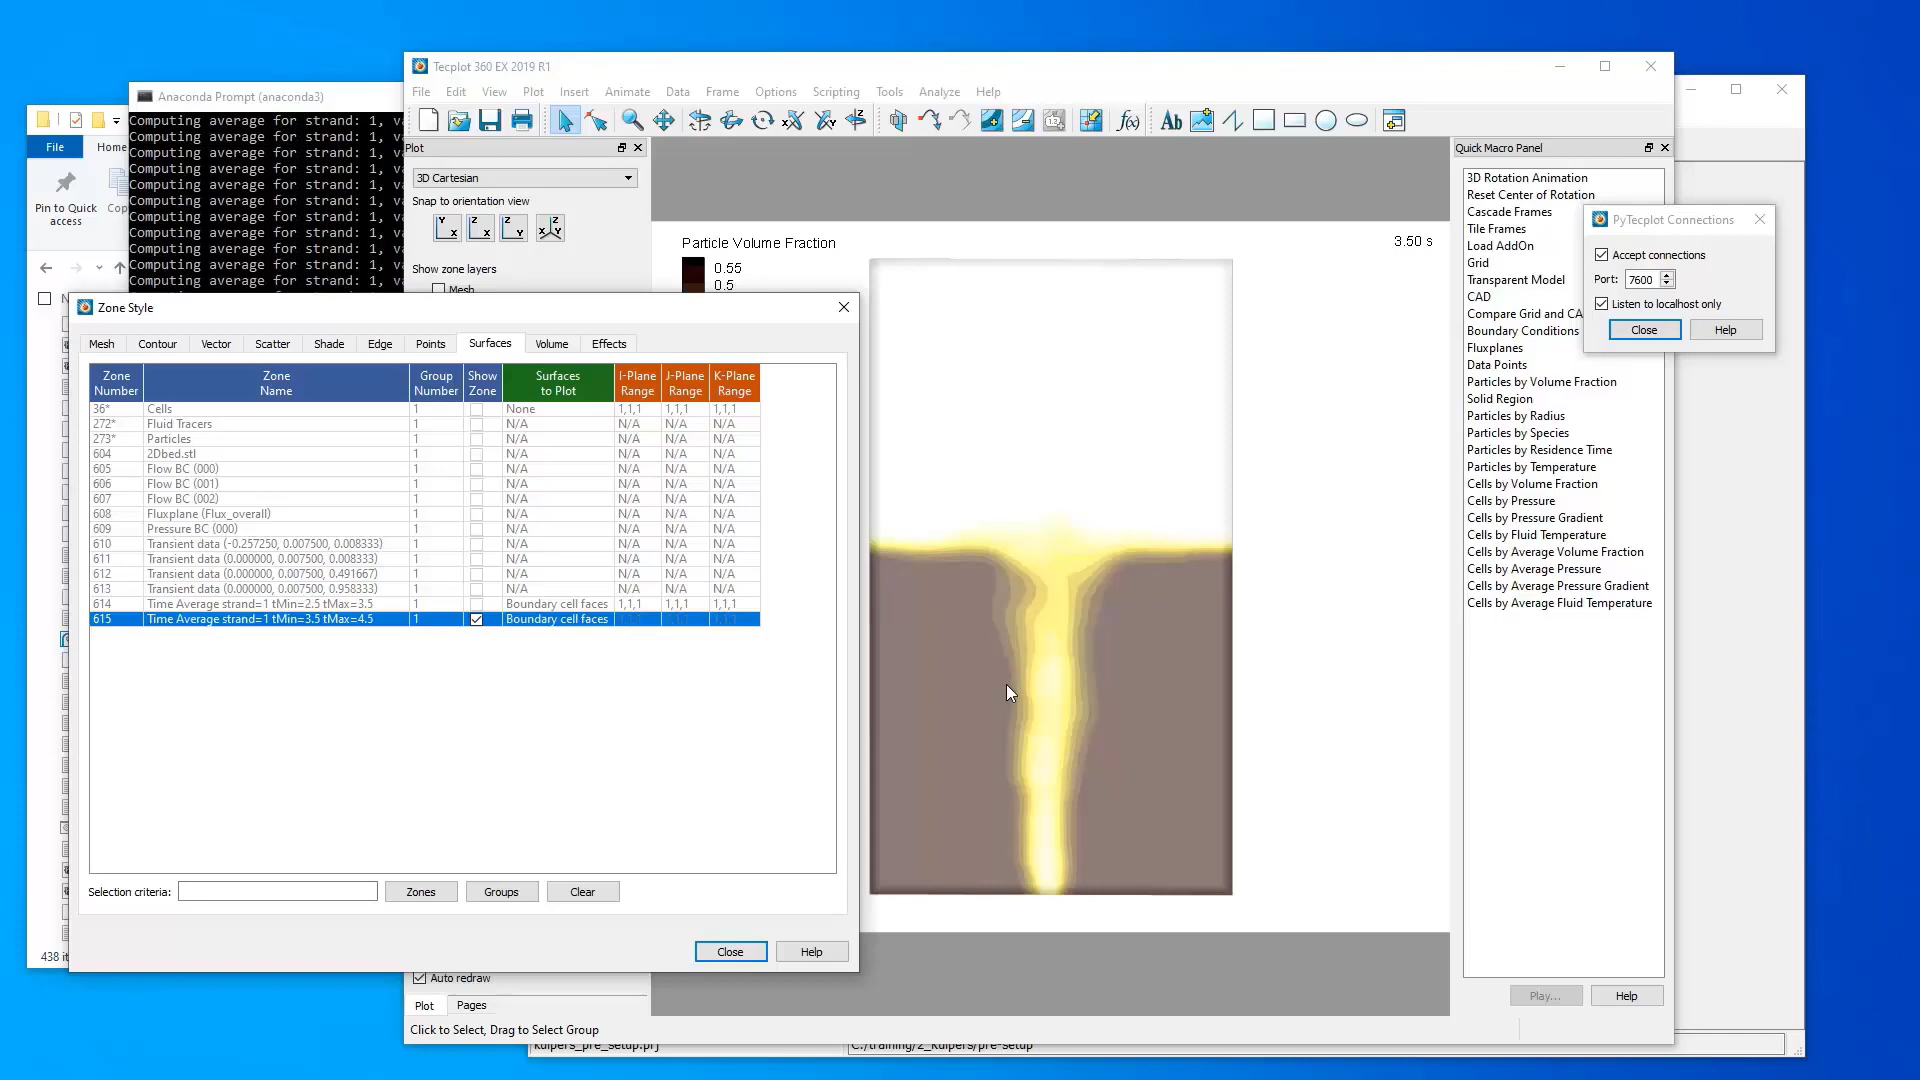 Tecplot 360 EX 2019 R1
File Edit View Plot Insert Animate Data Frame Options Scripting Tools Analyze Help
Anaconda Prompt (anaconda3)
Computing average for strand: 1,
Computing average for strand: 1,
Computing average for strand: 1,
Computing average for strand: 1,
Computing average for strand: 1,
Computing average for strand: 1,
Computing average for strand: 1,
Computing average for strand: 1,
Computing average for strand: 1,
Computing average for strand: 1,
Computing average for strand: 1,
File Home
Pin to Quick access
438
Plot
3D Cartesian
Snap to orientation view
Show zone layers
Mesh
Particle Volume Fraction
0.55
0.5
3.50 s
Zone Style
Mesh Contour Vector Scatter Shade Edge Points Surfaces Volume Effects
Zone Number Zone Name Group Number Show Zone Surfaces to Plot I-Plane Range J-Plane Range K-Plane Range
36* Cells 1 None 1,1,1 1,1,1 1,1,1
272* Fluid Tracers 1 N/A N/A N/A N/A
273* Particles 1 N/A N/A N/A N/A
604 2Dbed.stl 1 N/A N/A N/A N/A
605 Flow BC (000) 1 N/A N/A N/A N/A
606 Flow BC (001) 1 N/A N/A N/A N/A
607 Flow BC (002) 1 N/A N/A N/A N/A
608 Fluxplane (Flux_overall) 1 N/A N/A N/A N/A
609 Pressure BC (000) 1 N/A N/A N/A N/A
610 Transient data (-0.257250, 0.007500, 0.008333) 1 N/A N/A N/A N/A
611 Transient data (0.000000, 0.007500, 0.008333) 1 N/A N/A N/A N/A
612 Transient data (0.000000, 0.007500, 0.491667) 1 N/A N/A N/A N/A
613 Transient data (0.000000, 0.007500, 0.958333) 1 N/A N/A N/A N/A
614 Time Average strand=1 tMin=2.5 tMax=3.5 1 Boundary cell faces 1,1,1 1,1,1 1,1,1
615 Time Average strand=1 tMin=3.5 tMax=4.5 1 Boundary cell faces
Selection criteria: Zones Groups Clear
Close Help
Auto redraw
Plot Pages
Click to Select, Drag to Select Group
kuipers_pre_setup.prj C:/training/2_Kuipers/pre-setup
Quick Macro Panel
3D Rotation Animation
Reset Center of Rotation
Cascade Frames
Tile Frames
Load AddOn
Grid
Transparent Model
CAD
Compare Grid and CA
Boundary Conditions
Fluxplanes
Data Points
Particles by Volume Fraction
Solid Region
Particles by Radius
Particles by Species
Particles by Residence Time
Particles by Temperature
Cells by Volume Fraction
Cells by Pressure
Cells by Pressure Gradient
Cells by Fluid Temperature
Cells by Average Volume Fraction
Cells by Average Pressure
Cells by Average Pressure Gradient
Cells by Average Fluid Temperature
Play... Help
PyTecplot Connections
Accept connections
Port: 7600
Listen to localhost only
Close Help